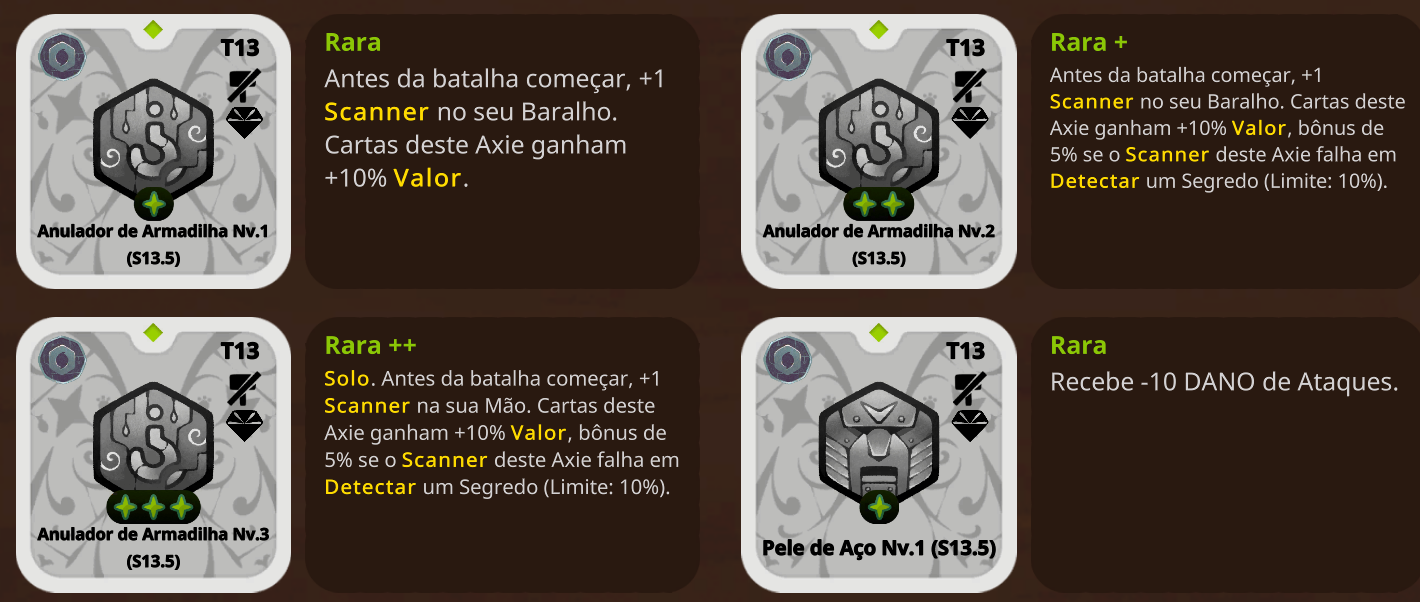 T13
Anulador de Armadilha Nv.1
(S13.5)
Rara
Antes da batalha começar, +1
Scanner no seu Baralho.
Cartas deste Axie ganham
+10% Valor.
T13
Anulador de Armadilha Nv.2
(S13.5)
Rara +
Antes da batalha começar, +1
Scanner no seu Baralho. Cartas deste
Axie ganham +10% Valor, bônus de
5% se o Scanner deste Axie falha em
Detectar um Segredo (Limite: 10%).
T13
Anulador de Armadilha Nv.3
(S13.5)
Rara ++
Solo. Antes da batalha começar, +1
Scanner na sua Mão. Cartas deste
Axie ganham +10% Valor, bônus de
5% se o Scanner deste Axie falha em
Detectar um Segredo (Limite: 10%).
T13
Pele de Aço Nv.1 (S13.5)
Rara
Recebe -10 DANO de Ataques.